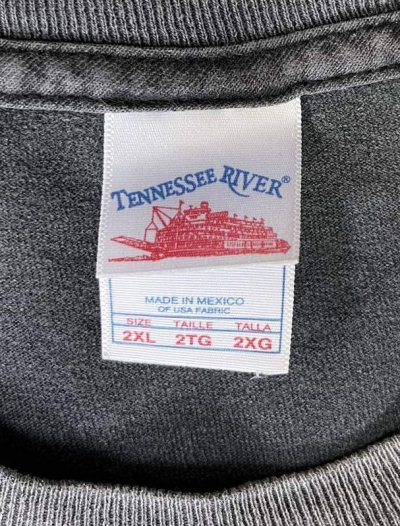 TENNESSEE RIVER®
MADE IN MEXICO
OF USA FABRIC
SIZE TAILLE TALLA
2XL 2TG 2XG